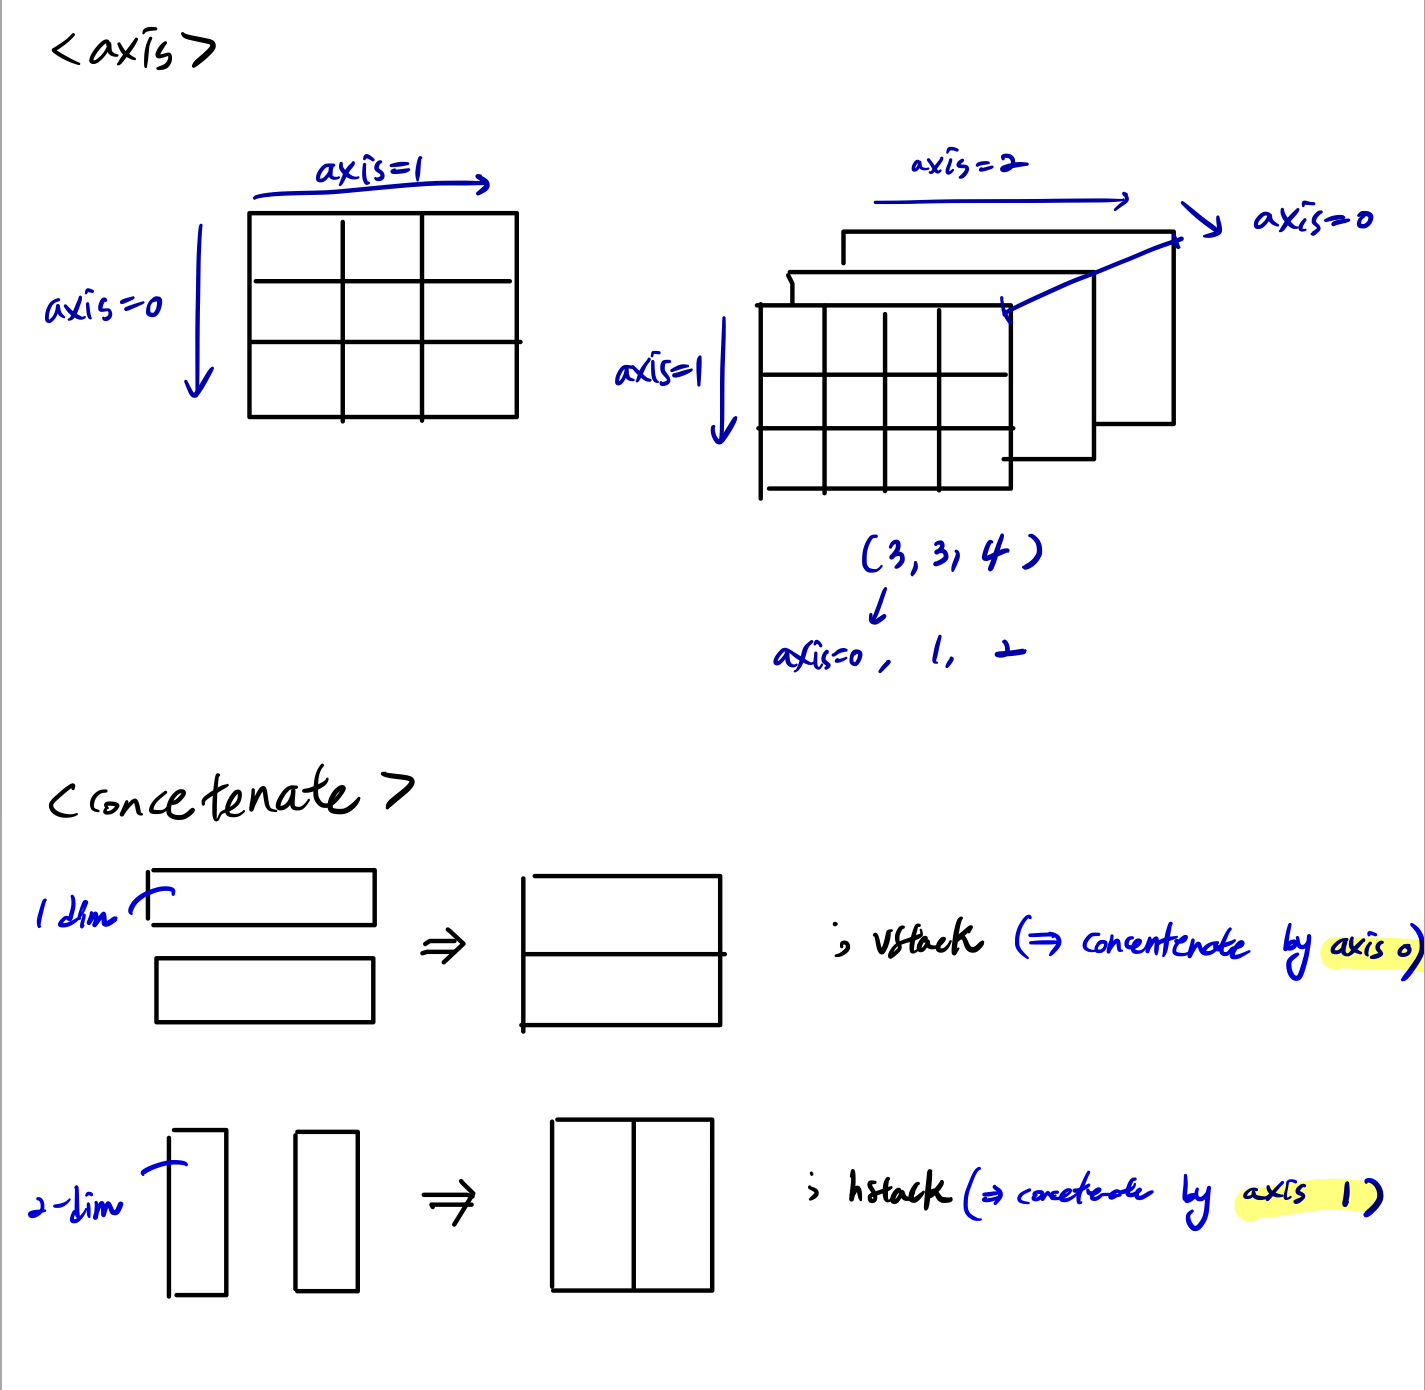 <axis>
axis=1
axis=0
axis=2
axis=0
axis=1
(3, 3, 4)
axis=0, 1, 2
<concetenate>
1 dim
⇒ ; vstack (⇒ concentenate by axis 0)
2-dim
⇒ ; hstack (⇒ concetenate by axis 1)